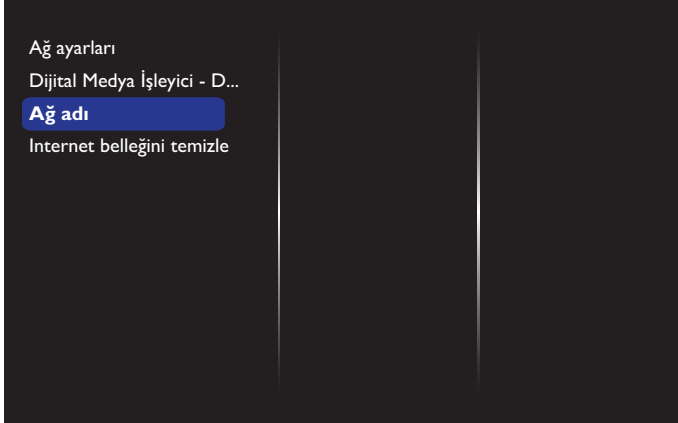 Ağ ayarları
Dijital Medya İşleyici - D...
Ağ adı
Internet belleğini temizle